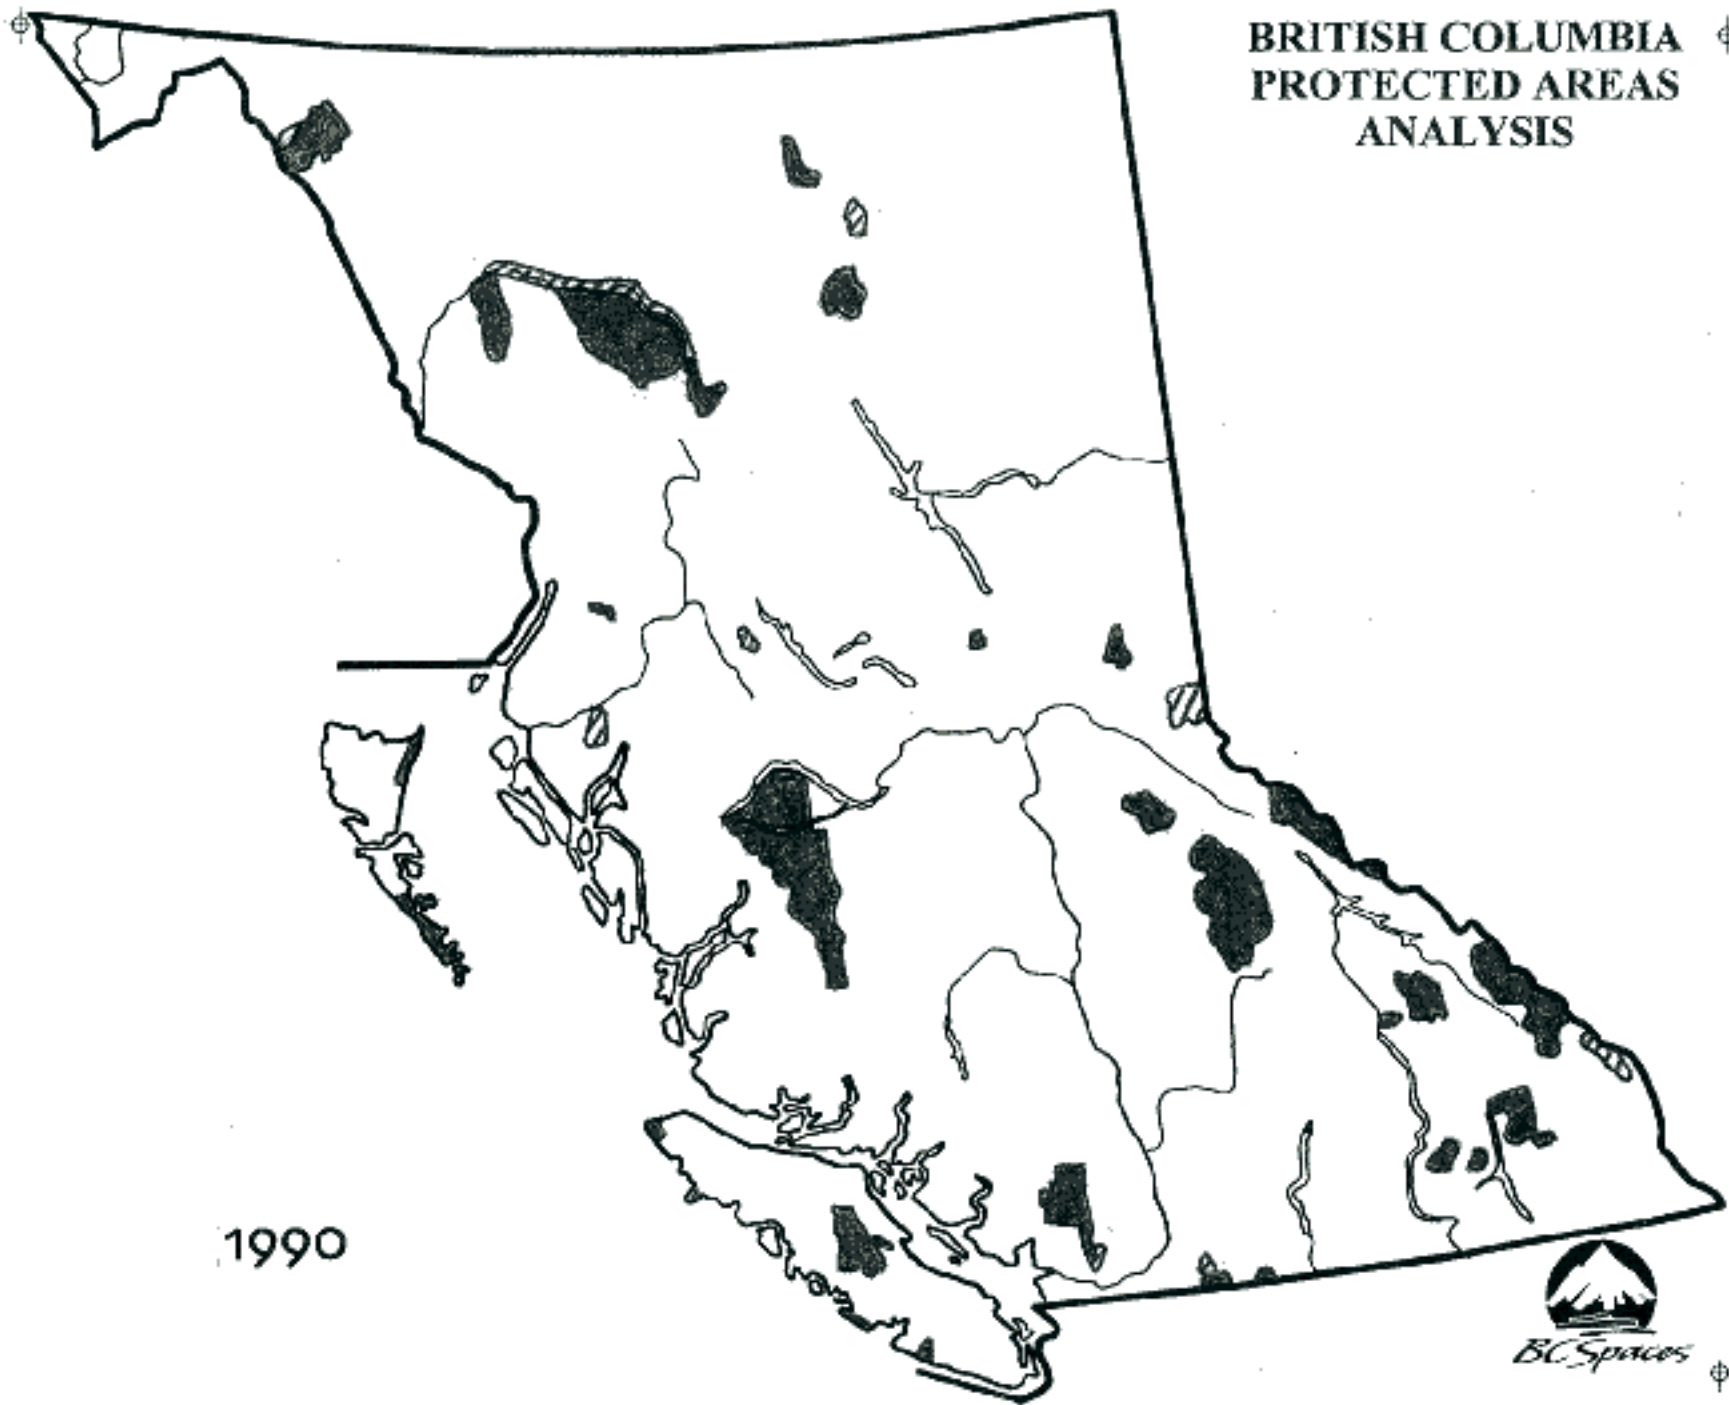 BRITISH COLUMBIA
PROTECTED AREAS
ANALYSIS
1990
BC Spaces